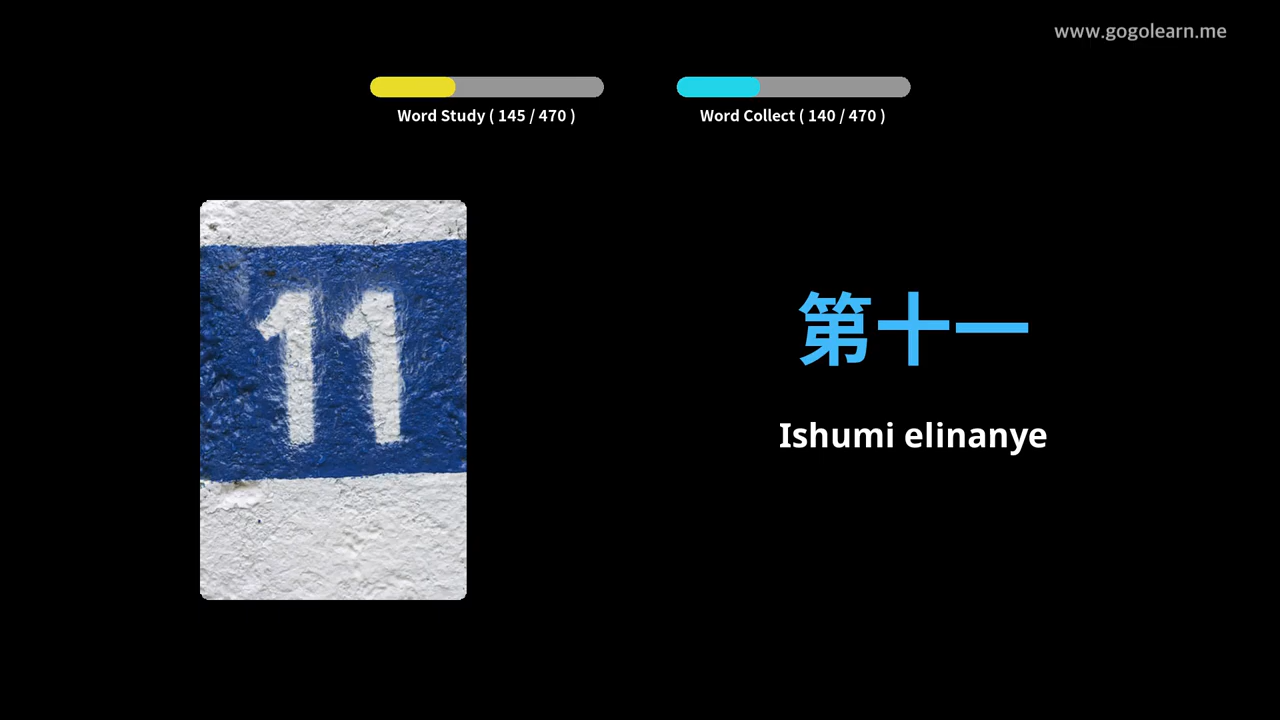 www.gogolearn.me
Word Study ( 145 / 470 )
Word Collect ( 140 / 470 )
11
第十一
Ishumi elinanye